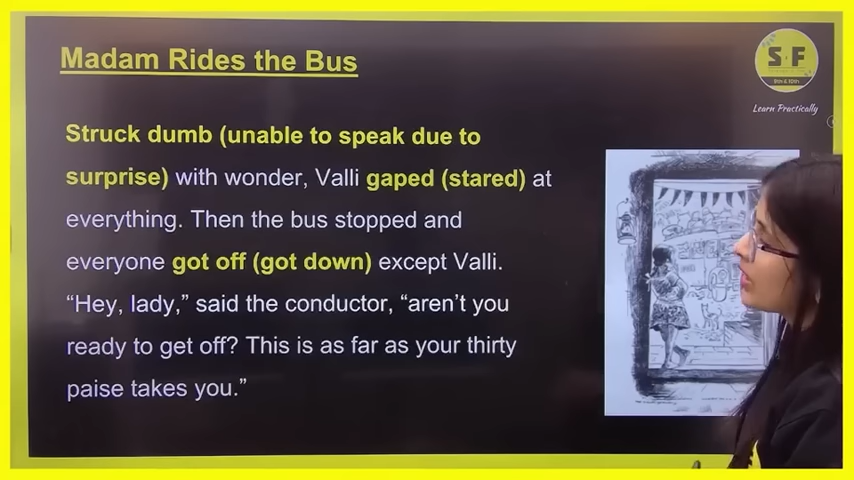 Madam Rides the Bus
S F
9th & 10th
Learn Practically
Struck dumb (unable to speak due to
surprise) with wonder, Valli gaped (stared) at
everything. Then the bus stopped and
everyone got off (got down) except Valli.
“Hey, lady,” said the conductor, “aren’t you
ready to get off? This is as far as your thirty
paise takes you.”